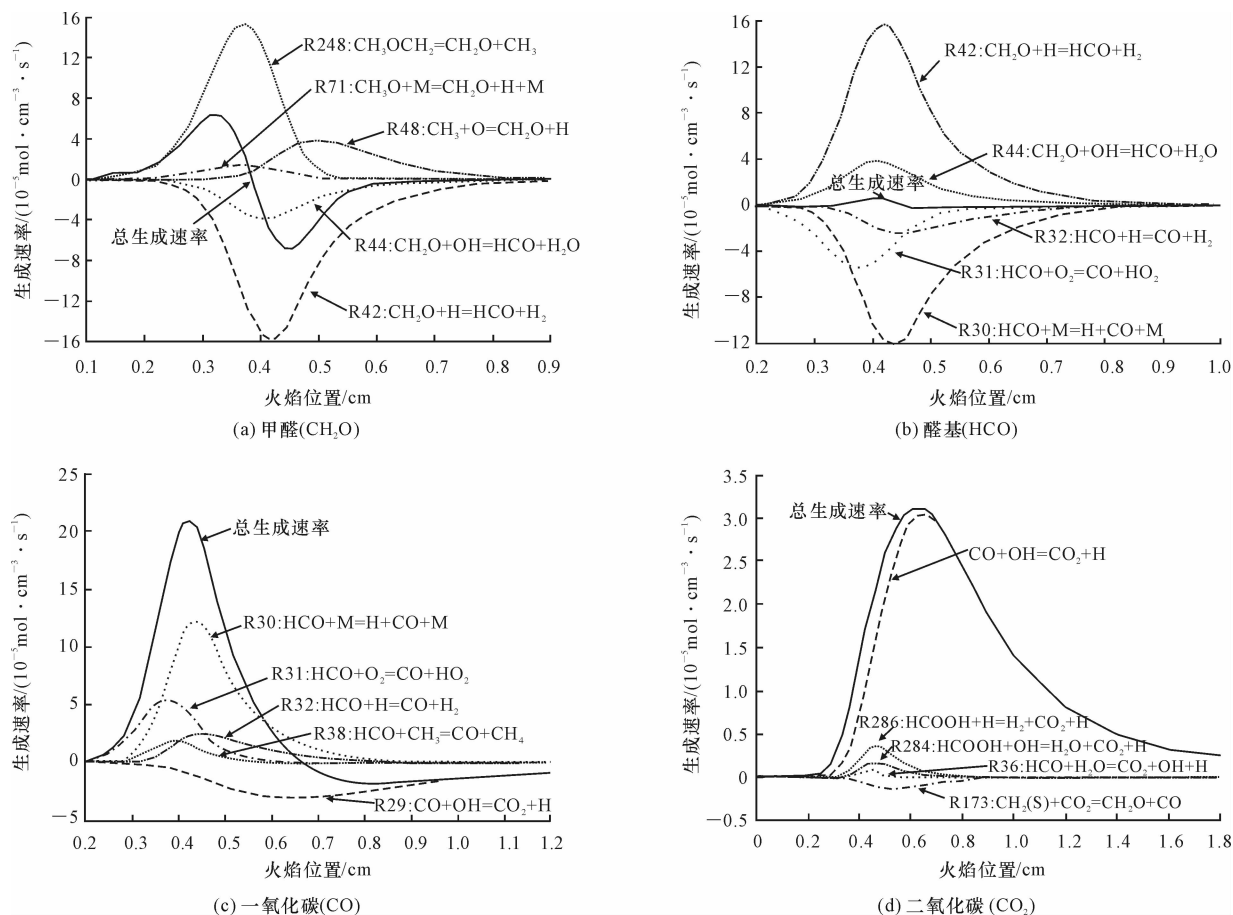 生成速率/(10⁻⁵mol·cm⁻³·s⁻¹)
16
12
8
4
0
−4
−8
−12
−16
R248:CH₃OCH₂=CH₂O+CH₃
R71:CH₃O+M=CH₂O+H+M
R48:CH₃+O=CH₂O+H
总生成速率
R44:CH₂O+OH=HCO+H₂O
R42:CH₂O+H=HCO+H₂
0.1 0.2 0.3 0.4 0.5 0.6 0.7 0.8 0.9
火焰位置/cm
(a) 甲醛(CH₂O)
生成速率/(10⁻⁵mol·cm⁻³·s⁻¹)
16
12
8
4
0
−4
−8
−12
R42:CH₂O+H=HCO+H₂
R44:CH₂O+OH=HCO+H₂O
总生成速率
R32:HCO+H=CO+H₂
R31:HCO+O₂=CO+HO₂
R30:HCO+M=H+CO+M
0.2 0.3 0.4 0.5 0.6 0.7 0.8 0.9 1.0
火焰位置/cm
(b) 醛基(HCO)
生成速率/(10⁻⁵mol·cm⁻³·s⁻¹)
25
20
15
10
5
0
−5
总生成速率
R30:HCO+M=H+CO+M
R31:HCO+O₂=CO+HO₂
R32:HCO+H=CO+H₂
R38:HCO+CH₃=CO+CH₄
R29:CO+OH=CO₂+H
0.2 0.3 0.4 0.5 0.6 0.7 0.8 0.9 1.0 1.1 1.2
火焰位置/cm
(c) 一氧化碳(CO)
生成速率/(10⁻⁵mol·cm⁻³·s⁻¹)
3.5
3.0
2.5
2.0
1.5
1.0
0.5
0
−0.5
总生成速率
CO+OH=CO₂+H
R286:HCOOH+H=H₂+CO₂+H
R284:HCOOH+OH=H₂O+CO₂+H
R36:HCO+H₂O=CO₂+OH+H
R173:CH₂(S)+CO₂=CH₂O+CO
0 0.2 0.4 0.6 0.8 1.0 1.2 1.4 1.6 1.8
火焰位置/cm
(d) 二氧化碳 (CO₂)